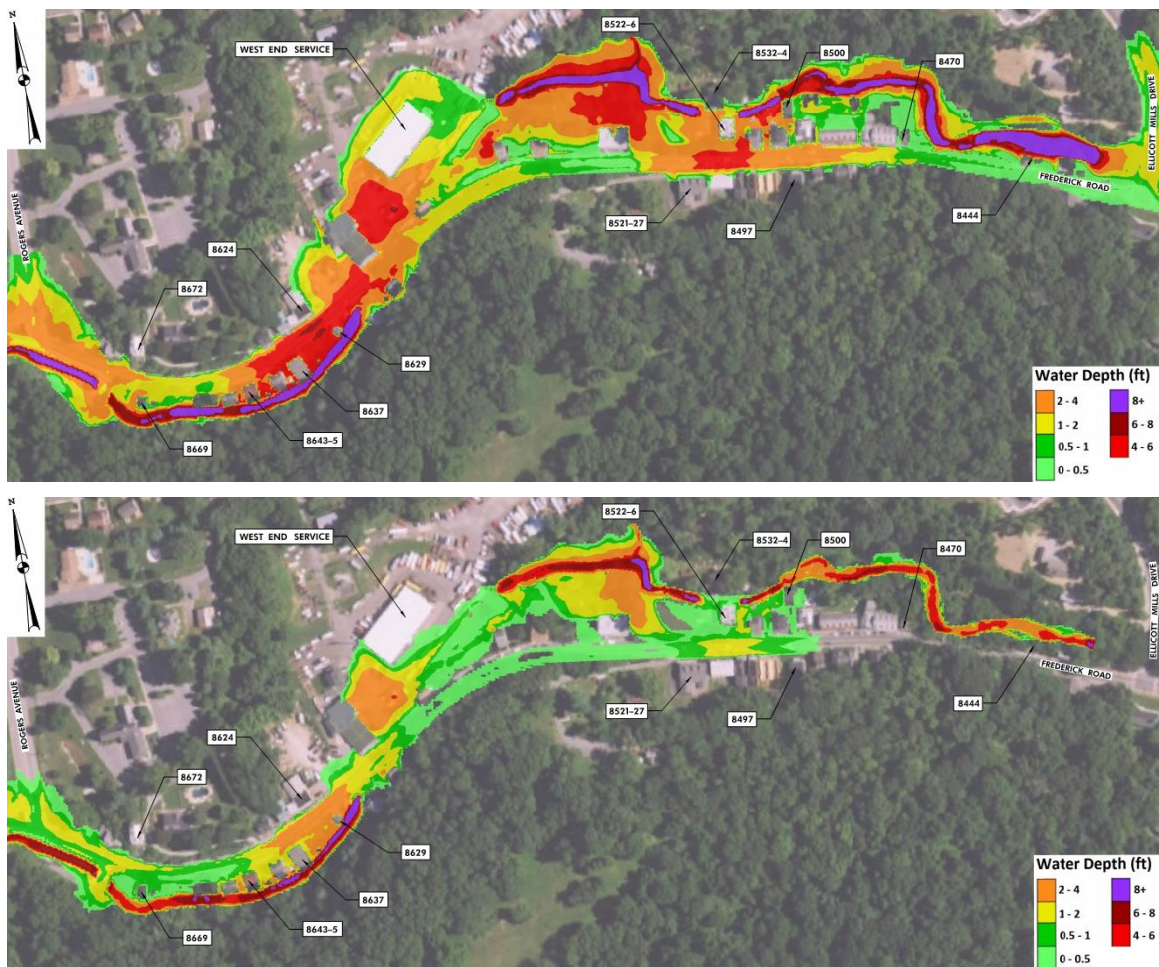 N
WEST END SERVICE
8522–6
8532–4
8500
8470
ELLICOTT MILLS DRIVE
ROGERS AVENUE
FREDERICK ROAD
8521–27
8497
8444
8624
8672
8629
8637
8643–5
8669
Water Depth (ft)
2 - 4 8+
1 - 2 6 - 8
0.5 - 1 4 - 6
0 - 0.5
N
WEST END SERVICE
8522–6
8532–4
8500
8470
ELLICOTT MILLS DRIVE
ROGERS AVENUE
FREDERICK ROAD
8521–27
8497
8444
8624
8672
8629
8637
8643–5
8669
Water Depth (ft)
2 - 4 8+
1 - 2 6 - 8
0.5 - 1 4 - 6
0 - 0.5